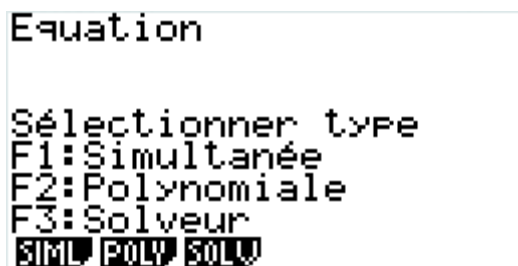 Equation
Sélectionner type
F1:Simultanée
F2:Polynomiale
F3:Solveur
SIML POLY SOLV